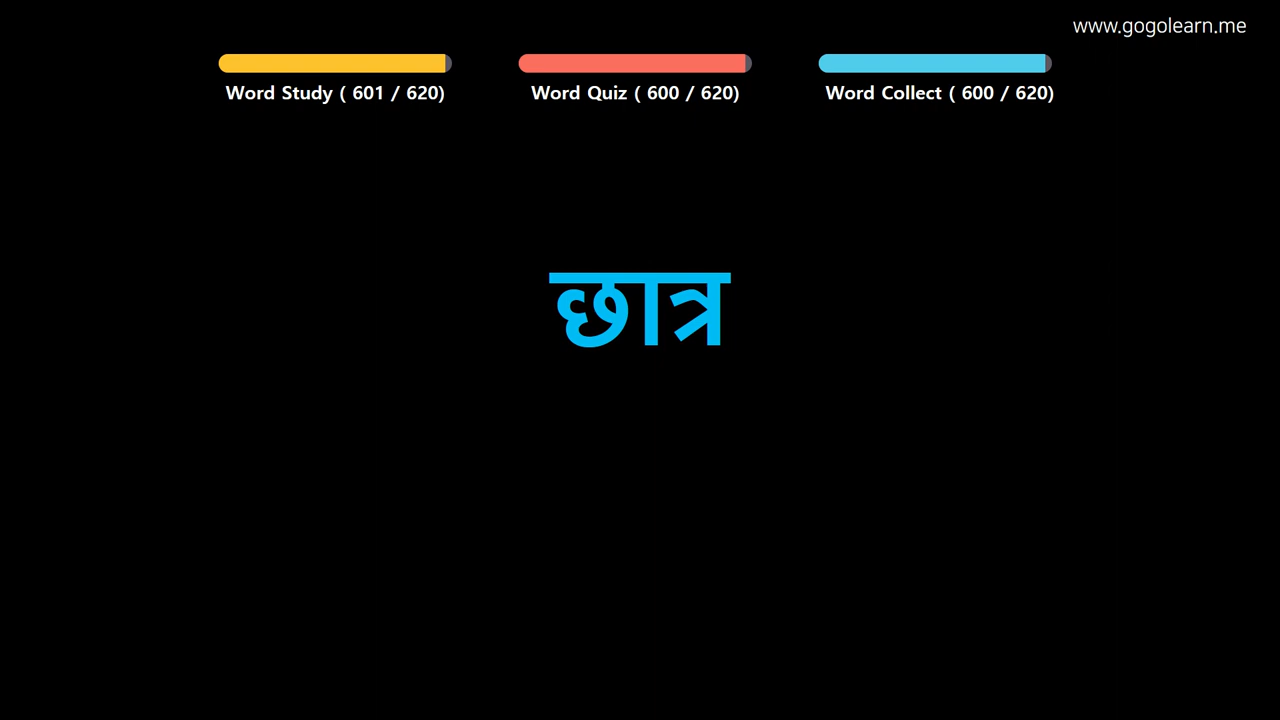 www.gogolearn.me
Word Study ( 601 / 620)
Word Quiz ( 600 / 620)
Word Collect ( 600 / 620)
छात्र